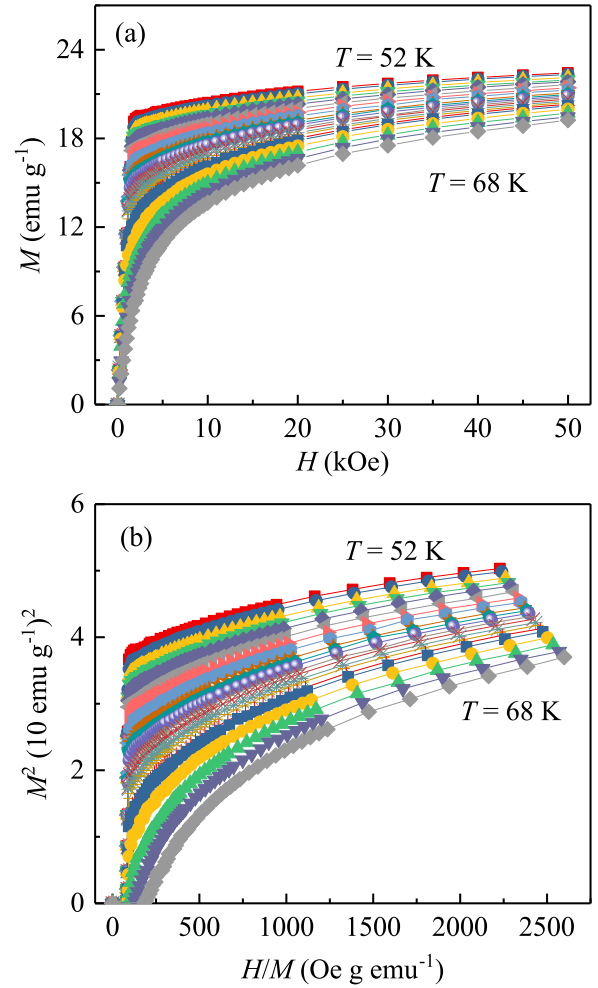 (a)
T = 52 K
T = 68 K
M (emu g⁻¹)
24
18
12
6
0
0 10 20 30 40 50
H (kOe)
(b)
T = 52 K
T = 68 K
M² (10 emu g⁻¹)²
6
4
2
0
0 500 1000 1500 2000 2500
H/M (Oe g emu⁻¹)